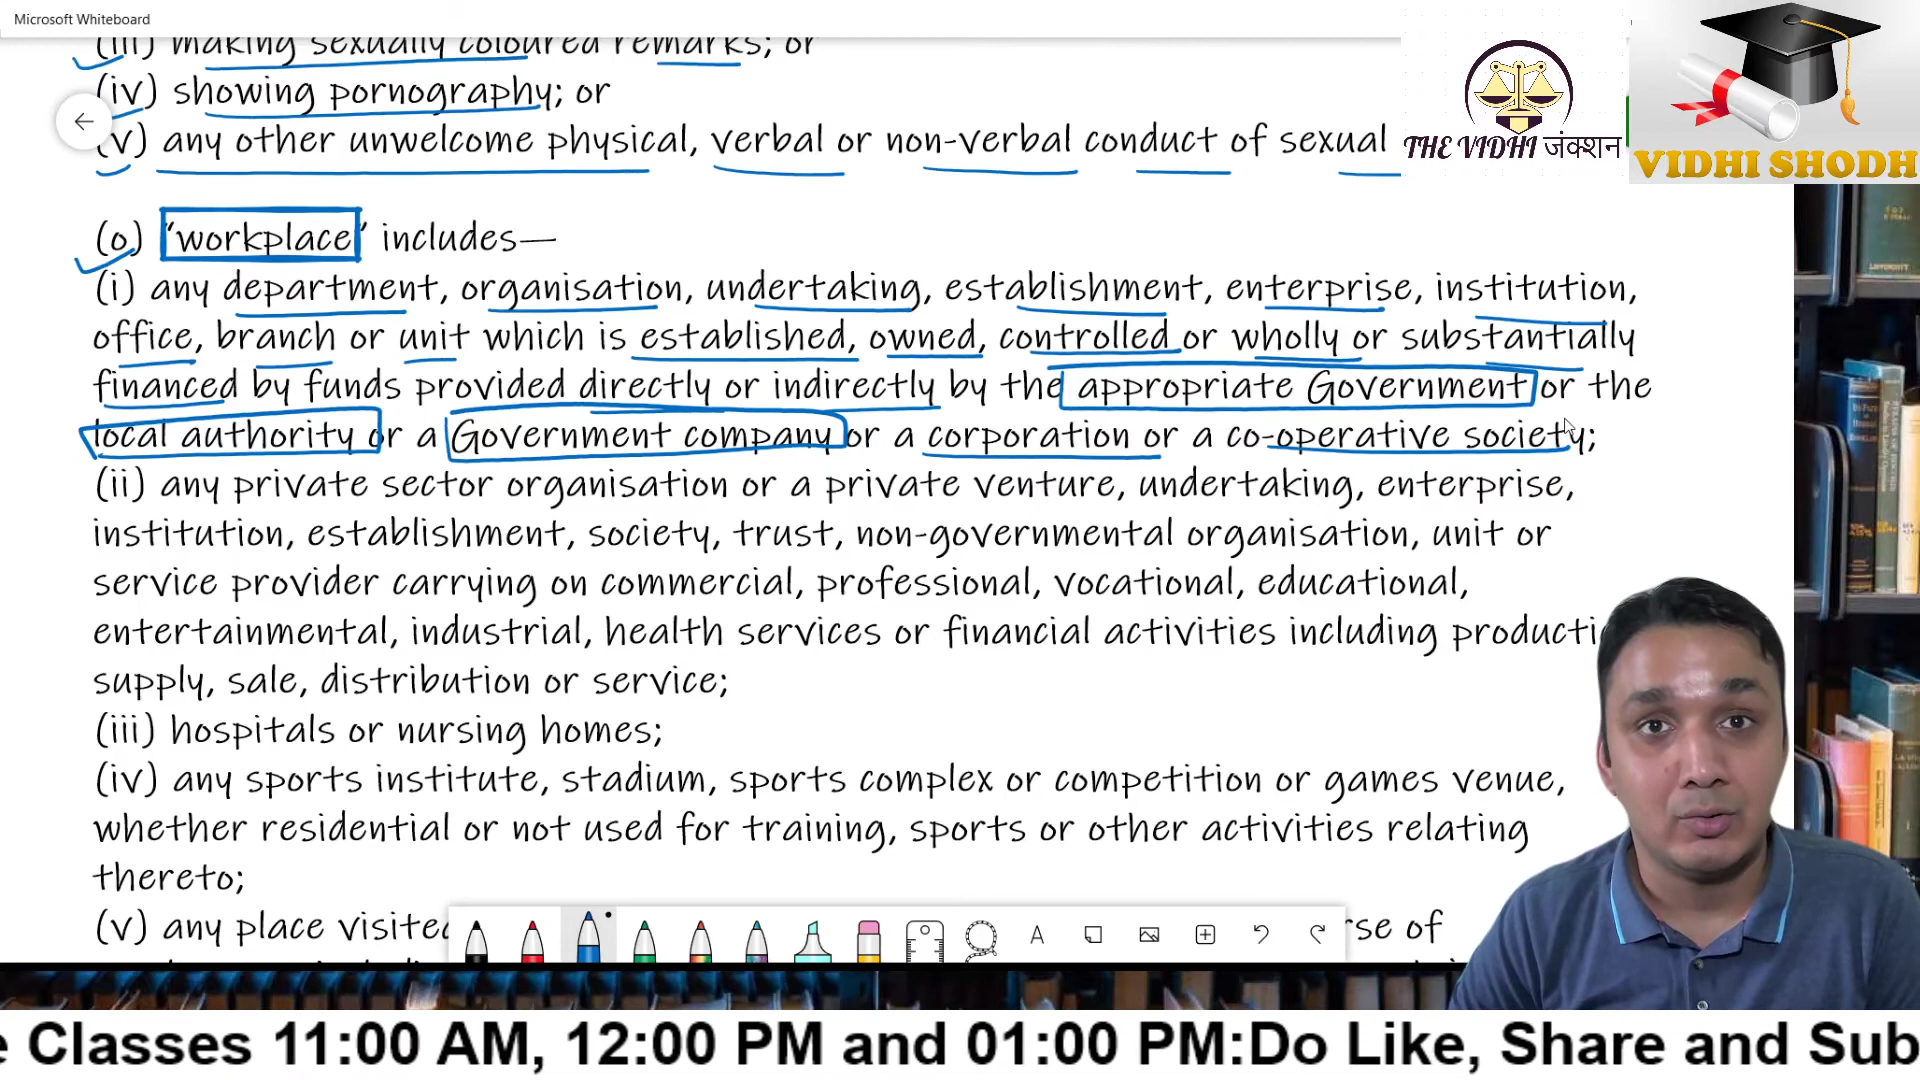 Microsoft Whiteboard
(iii) making sexually coloured remarks; or
(iv) showing pornography; or
(v) any other unwelcome physical, verbal or non-verbal conduct of sexual
THE VIDHI जंक्शन
VIDHI SHODH
(o) "workplace" includes—
(i) any department, organisation, undertaking, establishment, enterprise, institution,
office, branch or unit which is established, owned, controlled or wholly or substantially
financed by funds provided directly or indirectly by the appropriate Government or the
local authority or a Government company or a corporation or a co-operative society;
(ii) any private sector organisation or a private venture, undertaking, enterprise,
institution, establishment, society, trust, non-governmental organisation, unit or
service provider carrying on commercial, professional, vocational, educational,
entertainmental, industrial, health services or financial activities including producti
supply, sale, distribution or service;
(iii) hospitals or nursing homes;
(iv) any sports institute, stadium, sports complex or competition or games venue,
whether residential or not used for training, sports or other activities relating
thereto;
(v) any place visited rse of
A
e Classes 11:00 AM, 12:00 PM and 01:00 PM:Do Like, Share and Sub